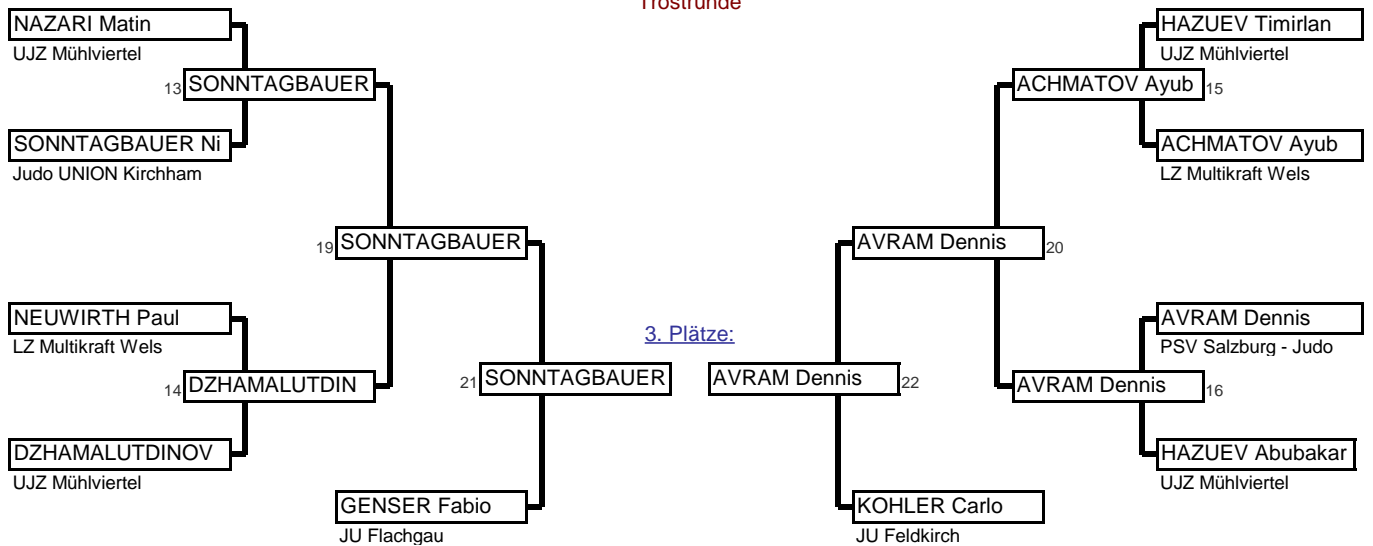 Trostrunde
NAZARI Matin
UJZ Mühlviertel
13 SONNTAGBAUER
SONNTAGBAUER Ni
Judo UNION Kirchham
19 SONNTAGBAUER
NEUWIRTH Paul
LZ Multikraft Wels
14 DZHAMALUTDIN
DZHAMALUTDINOV
UJZ Mühlviertel
21 SONNTAGBAUER
GENSER Fabio
JU Flachgau
3. Plätze:
HAZUEV Timirlan
UJZ Mühlviertel
ACHMATOV Ayub 15
ACHMATOV Ayub
LZ Multikraft Wels
AVRAM Dennis 20
AVRAM Dennis
PSV Salzburg - Judo
AVRAM Dennis 22
AVRAM Dennis 16
HAZUEV Abubakar
UJZ Mühlviertel
KOHLER Carlo
JU Feldkirch